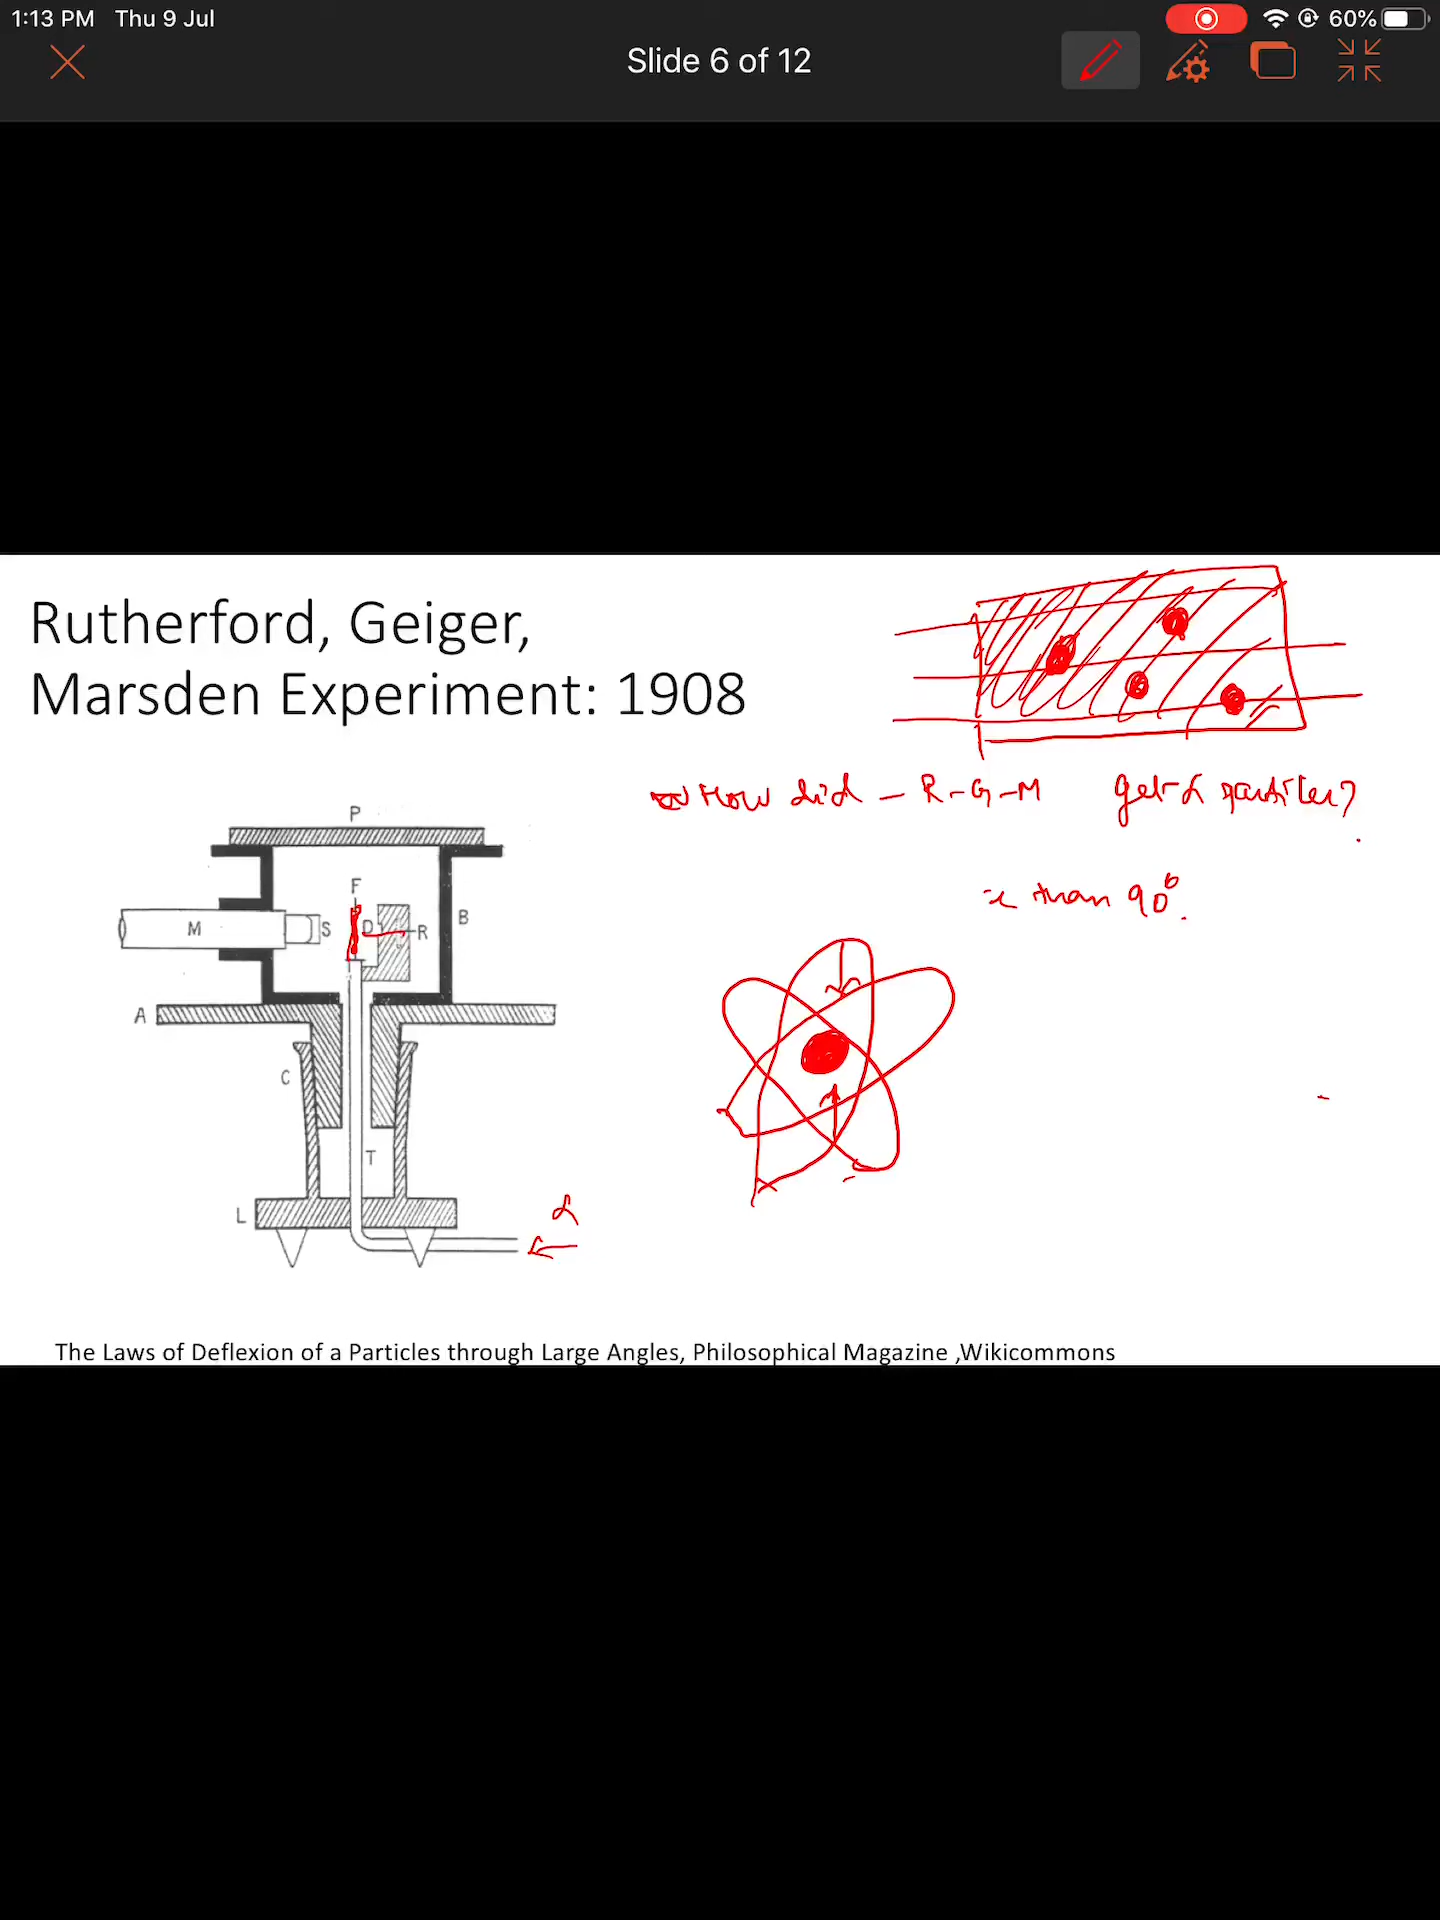 1:13 PM Thu 9 Jul
60%
Slide 6 of 12
Rutherford, Geiger,
Marsden Experiment: 1908
How did - R-G-M get α particles?
than 90°.
P
F
M
S
D
R
B
A
C
T
L
α
The Laws of Deflexion of a Particles through Large Angles, Philosophical Magazine ,Wikicommons